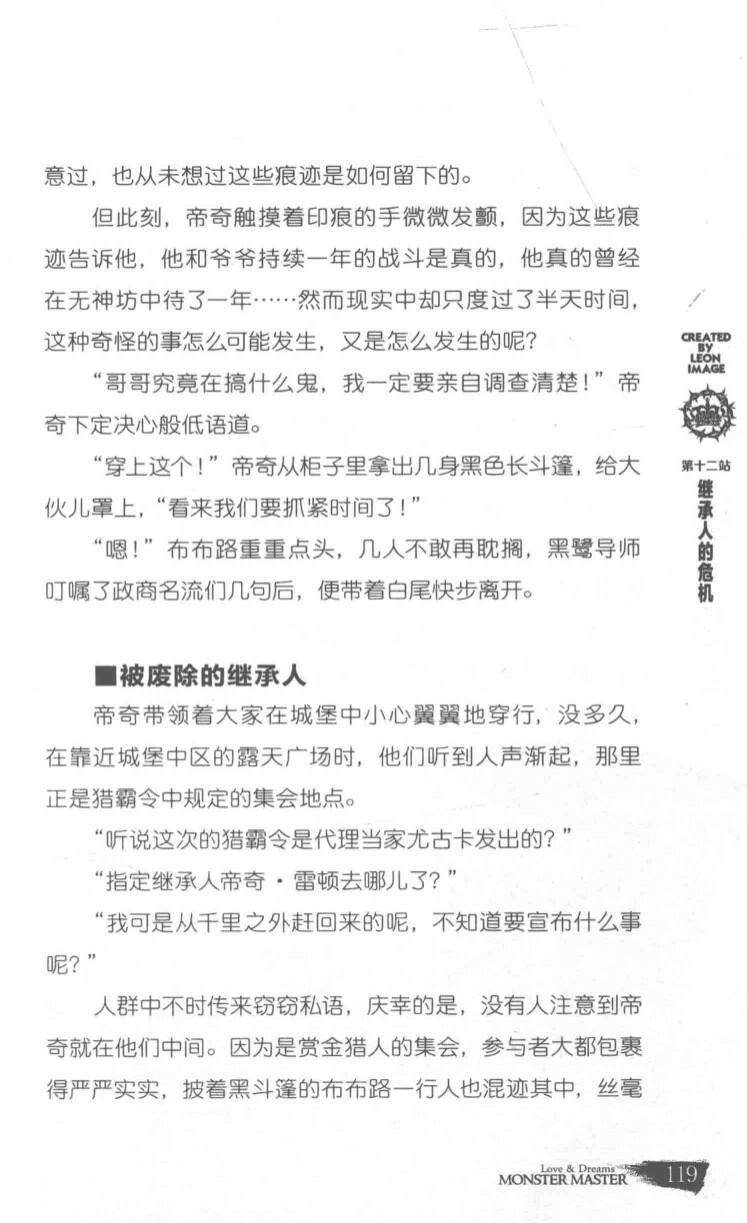 意过，也从未想过这些痕迹是如何留下的。
但此刻，帝奇触摸着印痕的手微微发颤，因为这些痕
迹告诉他，他和爷爷持续一年的战斗是真的，他真的曾经
在无神坊中待了一年……然而现实中却只度过了半天时间，
这种奇怪的事怎么可能发生，又是怎么发生的呢？
“哥哥究竟在搞什么鬼，我一定要亲自调查清楚！”帝
奇下定决心般低语道。
“穿上这个！”帝奇从柜子里拿出几身黑色长斗篷，给大
伙儿罩上，“看来我们要抓紧时间了！”
“嗯！”布布路重重点头，几人不敢再耽搁，黑鹭导师
叮嘱了政商名流们几句后，便带着白尾快步离开。
■被废除的继承人
帝奇带领着大家在城堡中小心翼翼地穿行，没多久，
在靠近城堡中区的露天广场时，他们听到人声渐起，那里
正是猎霸令中规定的集会地点。
“听说这次的猎霸令是代理当家尤古卡发出的？”
“指定继承人帝奇·雷顿去哪儿了？”
“我可是从千里之外赶回来的呢，不知道要宣布什么事
呢？”
人群中不时传来窃窃私语，庆幸的是，没有人注意到帝
奇就在他们中间。因为是赏金猎人的集会，参与者大都包裹
得严严实实，披着黑斗篷的布布路一行人也混迹其中，丝毫
CREATED
BY
LEON
IMAGE
第十二站
继承人的危机
Love & Dreams
MONSTER MASTER
119